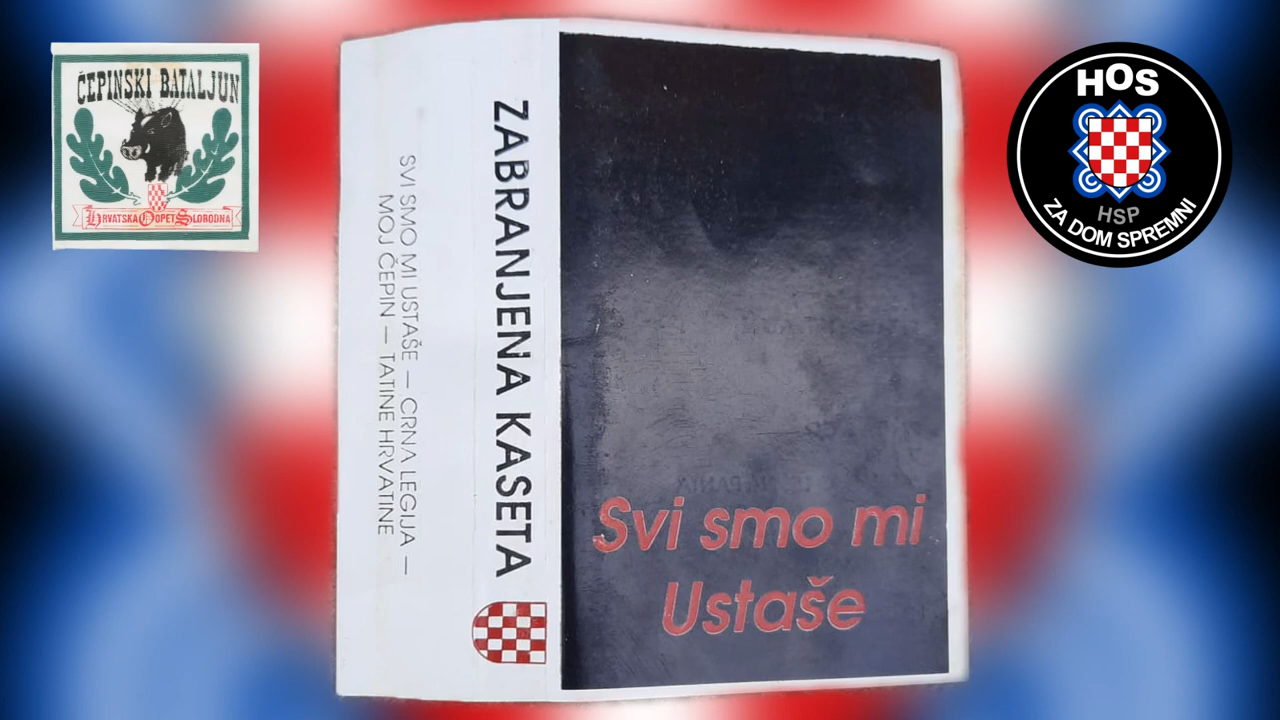 ČEPINSKI BATALJUN
HRVATSKA OPET SLOBODNA
ZABRANJENA KASETA
SVI SMO MI USTAŠE — CRNA LEGIJA —
MOJ ČEPIN — TATINE HRVATINE
Svi smo mi
Ustaše
HOS
HSP
ZA DOM SPREMNI